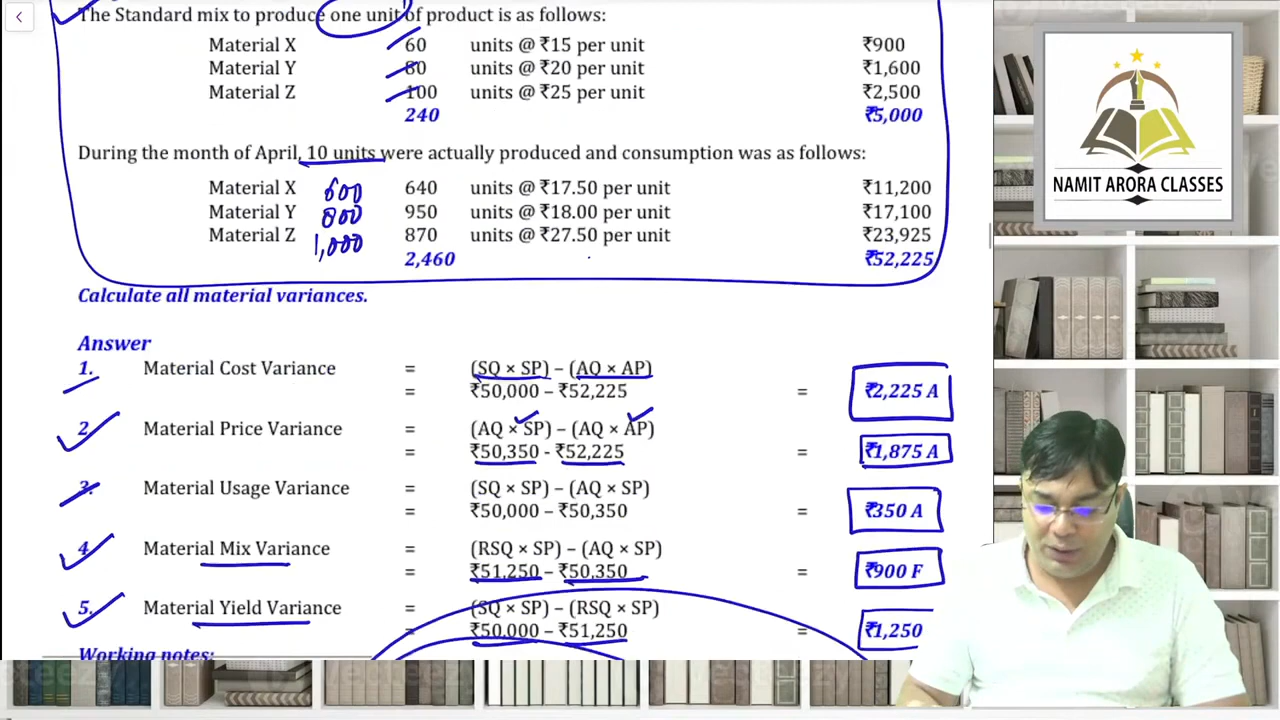 The Standard mix to produce one unit of product is as follows:
Material X 60 units @ ₹15 per unit ₹900
Material Y 80 units @ ₹20 per unit ₹1,600
Material Z 100 units @ ₹25 per unit ₹2,500
240 ₹5,000
During the month of April, 10 units were actually produced and consumption was as follows:
Material X 600 640 units @ ₹17.50 per unit ₹11,200
Material Y 800 950 units @ ₹18.00 per unit ₹17,100
Material Z 1,000 870 units @ ₹27.50 per unit ₹23,925
2,460 ₹52,225
Calculate all material variances.
Answer
1. Material Cost Variance = (SQ × SP) – (AQ × AP)
= ₹50,000 – ₹52,225 = ₹2,225 A
2. Material Price Variance = (AQ × SP) – (AQ × AP)
= ₹50,350 - ₹52,225 = ₹1,875 A
3. Material Usage Variance = (SQ × SP) – (AQ × SP)
= ₹50,000 – ₹50,350 = ₹350 A
4. Material Mix Variance = (RSQ × SP) – (AQ × SP)
= ₹51,250 – ₹50,350 = ₹900 F
5. Material Yield Variance = (SQ × SP) – (RSQ × SP)
= ₹50,000 – ₹51,250 = ₹1,250
Working notes:
NAMIT ARORA CLASSES